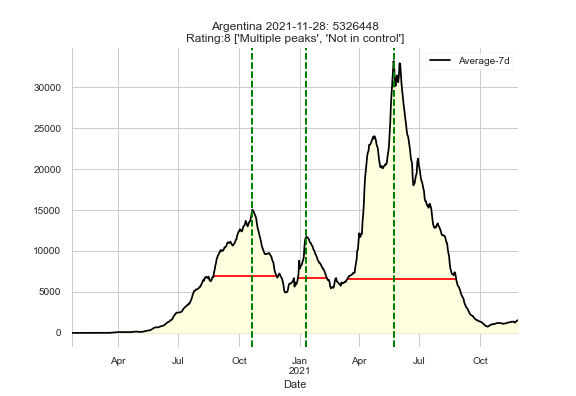 Argentina 2021-11-28: 5326448
Rating:8 ['Multiple peaks', 'Not in control']
Average-7d
30000
25000
20000
15000
10000
5000
0
Apr Jul Oct Jan Apr Jul Oct
2021
Date